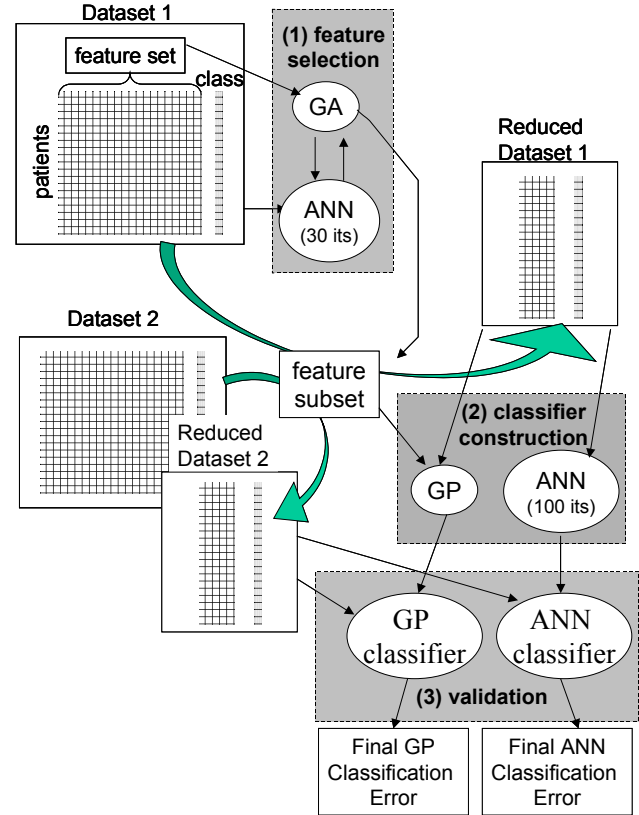 Dataset 1
feature set
class
patients
(1) feature
selection
GA
ANN
(30 its)
Reduced
Dataset 1
Dataset 2
feature
subset
Reduced
Dataset 2
(2) classifier
construction
GP
ANN
(100 its)
GP
classifier
ANN
classifier
(3) validation
Final GP
Classification
Error
Final ANN
Classification
Error